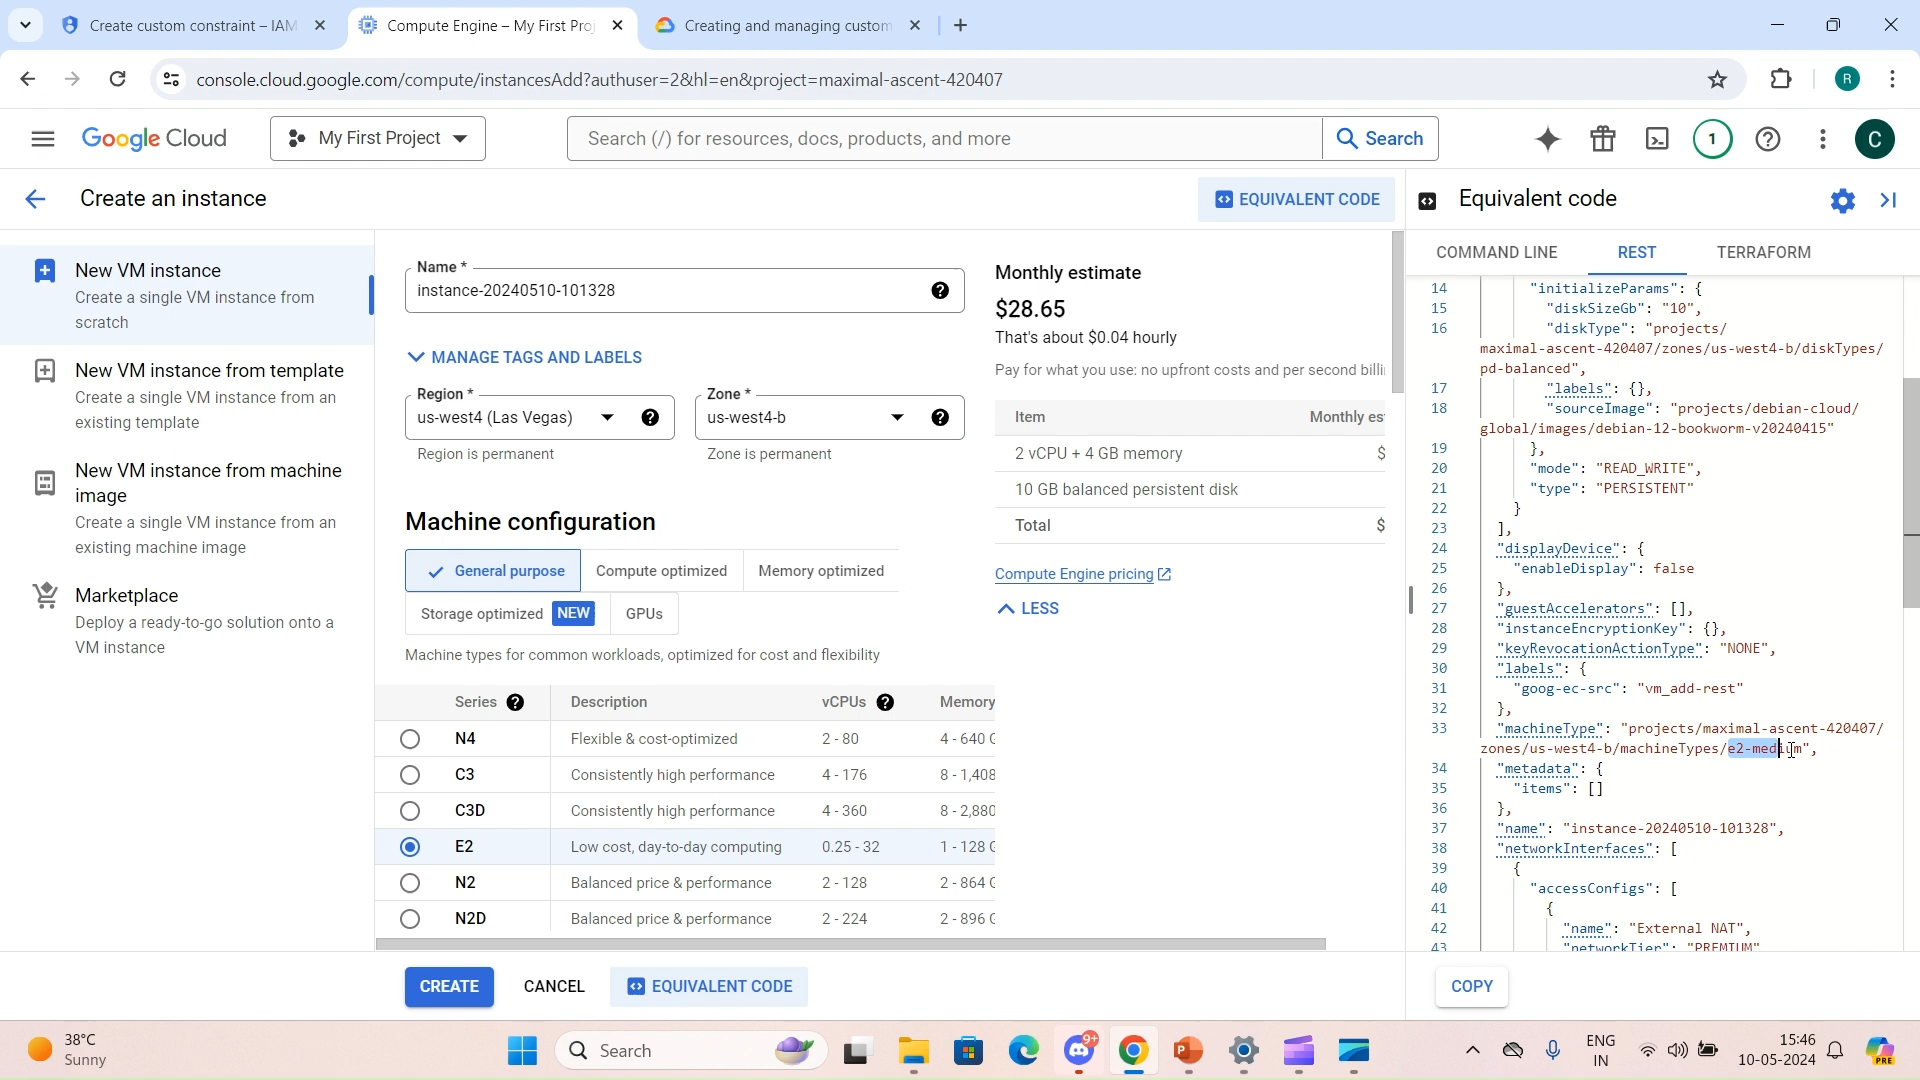 Create custom constraint – IAM
Compute Engine – My First Proj
Creating and managing custom
console.cloud.google.com/compute/instancesAdd?authuser=2&hl=en&project=maximal-ascent-420407
R
Google Cloud
My First Project
Search (/) for resources, docs, products, and more
Search
1
C
Create an instance
EQUIVALENT CODE
Equivalent code
New VM instance
Create a single VM instance from
scratch
New VM instance from template
Create a single VM instance from an
existing template
New VM instance from machine
image
Create a single VM instance from an
existing machine image
Marketplace
Deploy a ready-to-go solution onto a
VM instance
Name *
instance-20240510-101328
MANAGE TAGS AND LABELS
Region *
us-west4 (Las Vegas)
Region is permanent
Zone *
us-west4-b
Zone is permanent
Machine configuration
General purpose
Compute optimized
Memory optimized
Storage optimized NEW
GPUs
Machine types for common workloads, optimized for cost and flexibility
Series Description vCPUs Memory
N4 Flexible & cost-optimized 2 - 80 4 - 640 G
C3 Consistently high performance 4 - 176 8 - 1,408
C3D Consistently high performance 4 - 360 8 - 2,880
E2 Low cost, day-to-day computing 0.25 - 32 1 - 128 G
N2 Balanced price & performance 2 - 128 2 - 864 G
N2D Balanced price & performance 2 - 224 2 - 896 G
Monthly estimate
$28.65
That's about $0.04 hourly
Pay for what you use: no upfront costs and per second billi
Item Monthly es
2 vCPU + 4 GB memory $
10 GB balanced persistent disk
Total $
Compute Engine pricing
LESS
CREATE
CANCEL
EQUIVALENT CODE
COMMAND LINE
REST
TERRAFORM
14 "initializeParams": {
15 "diskSizeGb": "10",
16 "diskType": "projects/
maximal-ascent-420407/zones/us-west4-b/diskTypes/
pd-balanced",
17 "labels": {},
18 "sourceImage": "projects/debian-cloud/
global/images/debian-12-bookworm-v20240415"
19 },
20 "mode": "READ_WRITE",
21 "type": "PERSISTENT"
22 }
23 ],
24 "displayDevice": {
25 "enableDisplay": false
26 },
27 "guestAccelerators": [],
28 "instanceEncryptionKey": {},
29 "keyRevocationActionType": "NONE",
30 "labels": {
31 "goog-ec-src": "vm_add-rest"
32 },
33 "machineType": "projects/maximal-ascent-420407/
zones/us-west4-b/machineTypes/e2-medium",
34 "metadata": {
35 "items": []
36 },
37 "name": "instance-20240510-101328",
38 "networkInterfaces": [
39 {
40 "accessConfigs": [
41 {
42 "name": "External NAT",
43 "networkTier": "PREMIUM"
COPY
38°C
Sunny
Search
9+
ENG
IN
15:46
10-05-2024
PRE